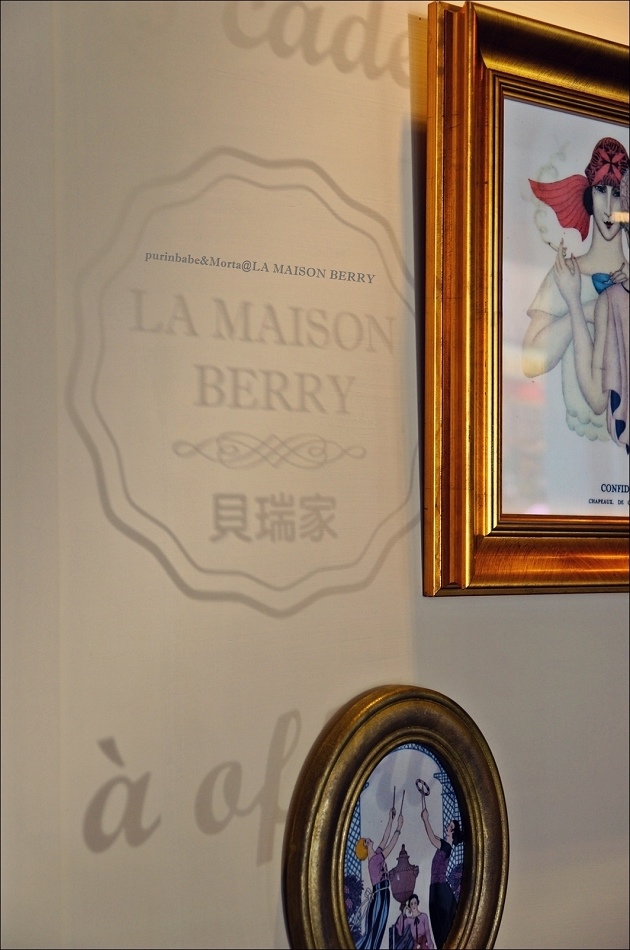 cade
purinbabe&Morta@LA MAISON BERRY
LA MAISON
BERRY
貝瑞家
CONFID
CHAPEAUX DE
à of